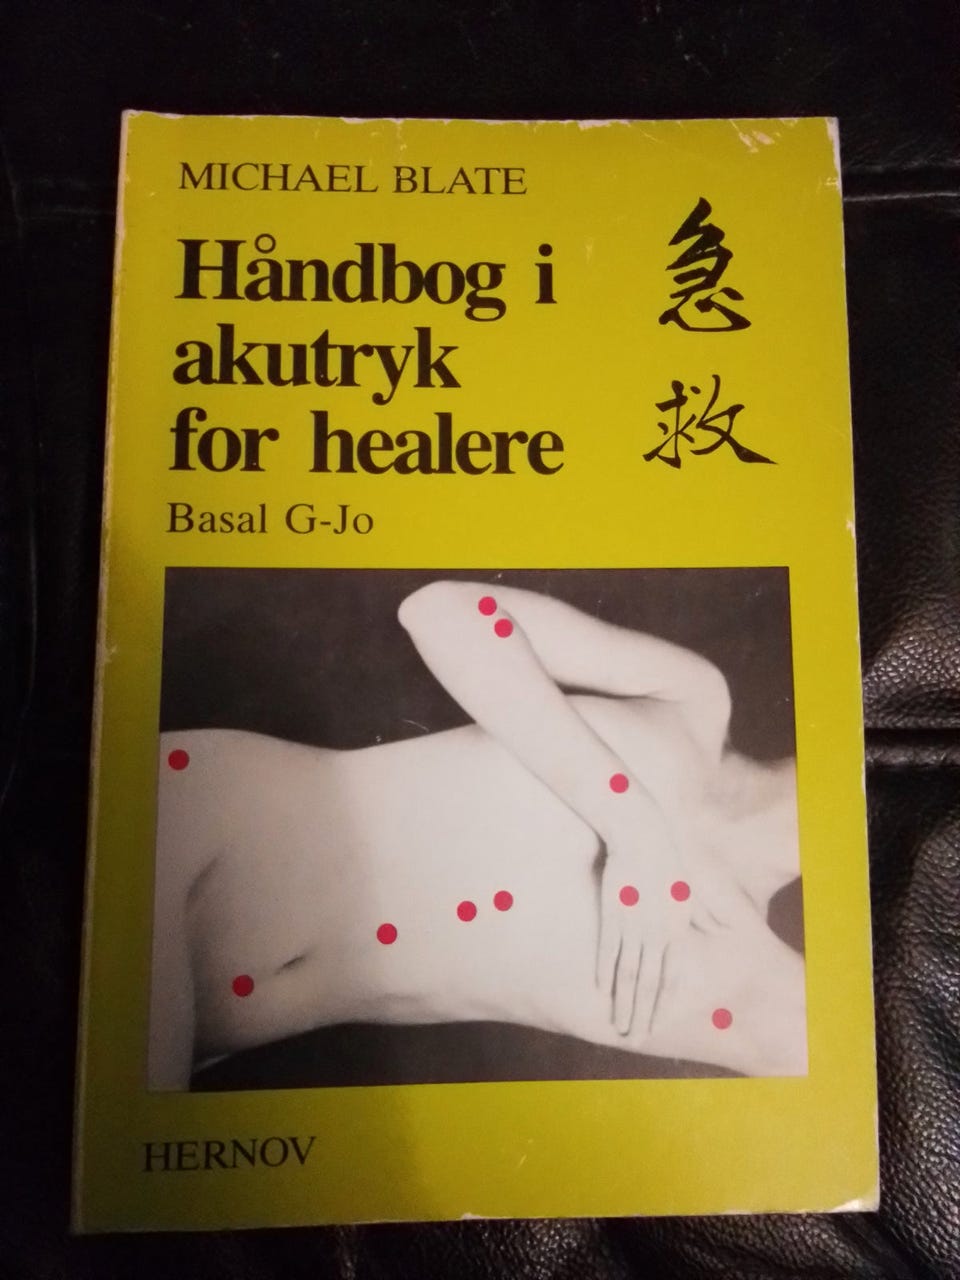 MICHAEL BLATE
Håndbog i
akutryk
for healere
Basal G-Jo
急
救
HERNOV